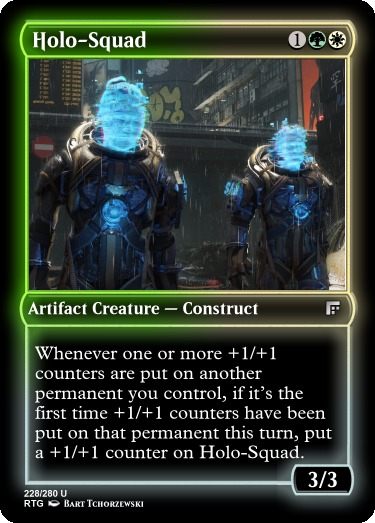 Holo-Squad 1
Artifact Creature — Construct
Whenever one or more +1/+1
counters are put on another
permanent you control, if it's the
first time +1/+1 counters have been
put on that permanent this turn, put
a +1/+1 counter on Holo-Squad.
3/3
228/280 U
RTG BART TCHORZEWSKI